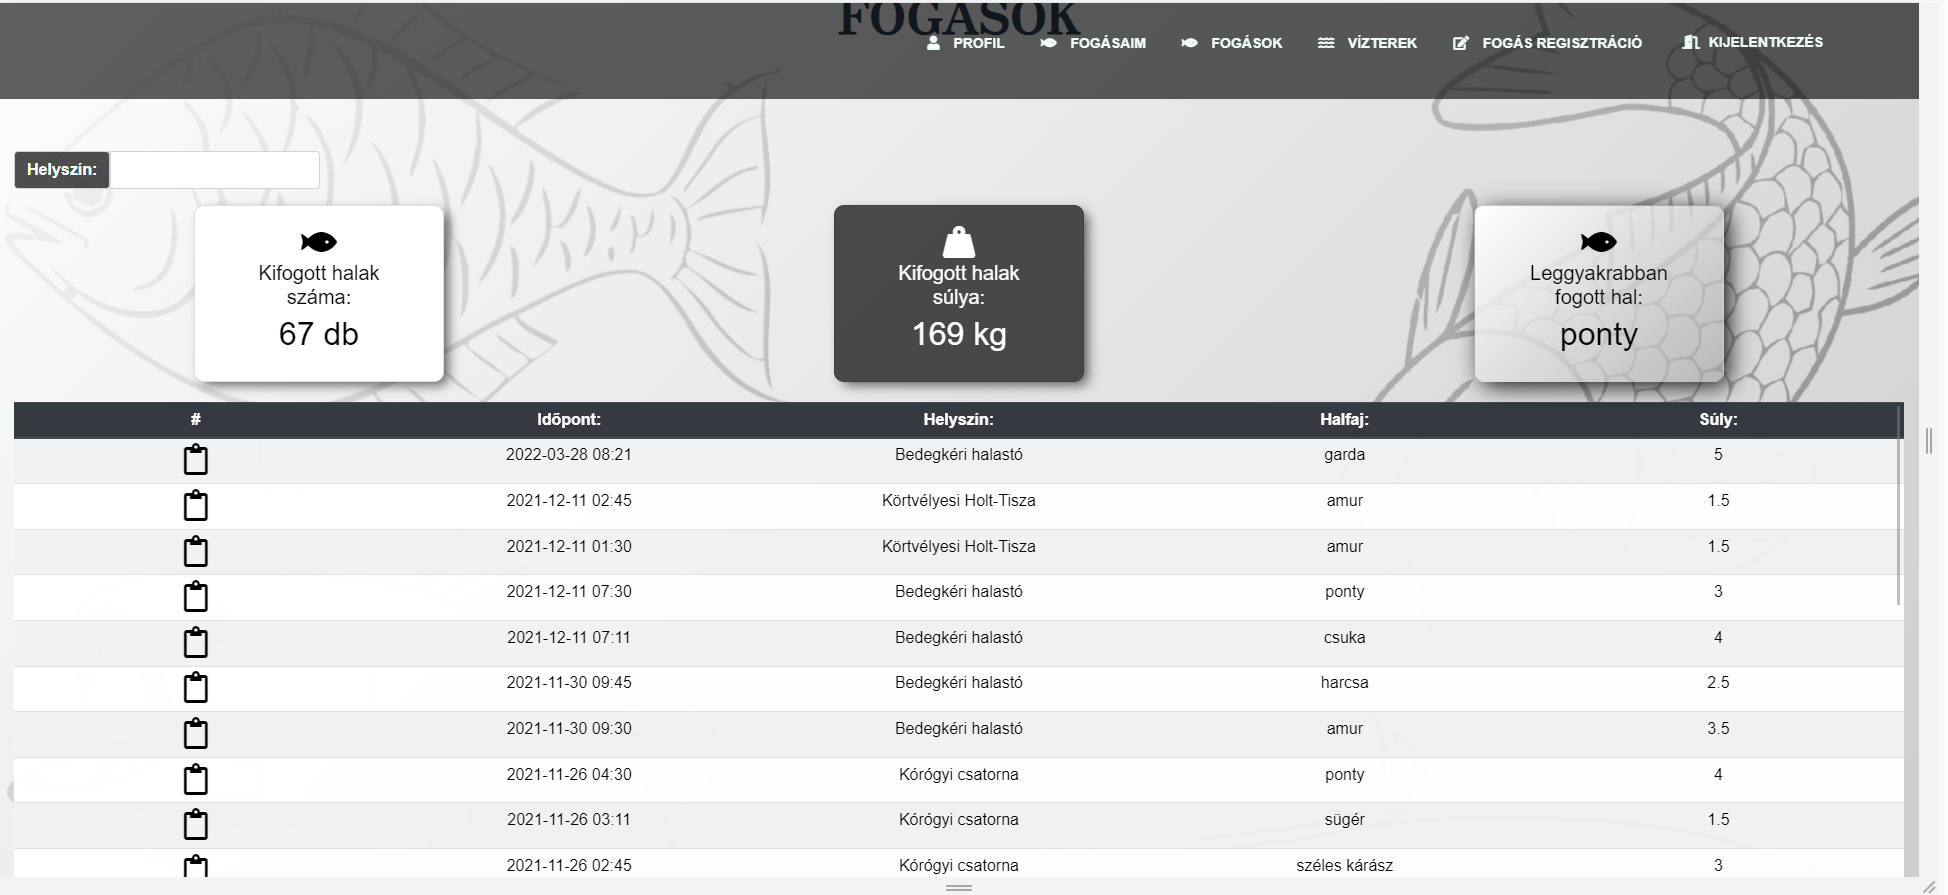 FOGÁSOK
PROFIL FOGÁSAIM FOGÁSOK VÍZTEREK FOGÁS REGISZTRÁCIÓ KIJELENTKEZÉS
Helyszín:
Kifogott halak
száma:
67 db
Kifogott halak
súlya:
169 kg
Leggyakrabban
fogott hal:
ponty
# Időpont: Helyszín: Halfaj: Súly:
2022-03-28 08:21 Bedegkéri halastó garda 5
2021-12-11 02:45 Körtvélyesi Holt-Tisza amur 1.5
2021-12-11 01:30 Körtvélyesi Holt-Tisza amur 1.5
2021-12-11 07:30 Bedegkéri halastó ponty 3
2021-12-11 07:11 Bedegkéri halastó csuka 4
2021-11-30 09:45 Bedegkéri halastó harcsa 2.5
2021-11-30 09:30 Bedegkéri halastó amur 3.5
2021-11-26 04:30 Kórógyi csatorna ponty 4
2021-11-26 03:11 Kórógyi csatorna sügér 1.5
2021-11-26 02:45 Kórógyi csatorna széles kárász 3